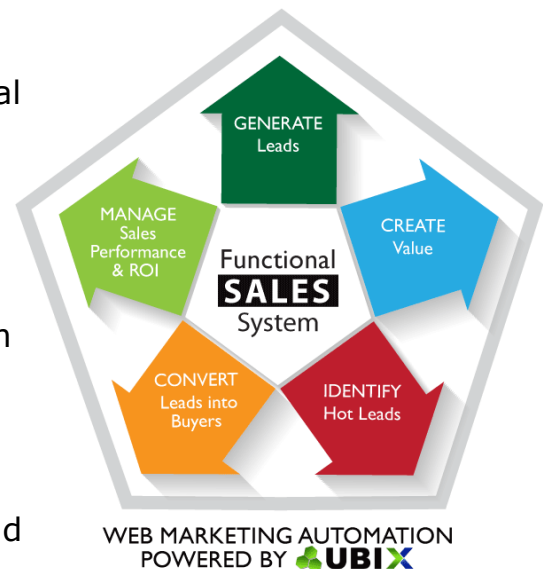 al
GENERATE
Leads
CREATE
Value
MANAGE
Sales
Performance
& ROI
Functional
SALES
System
n
CONVERT
Leads into
Buyers
IDENTIFY
Hot Leads
d
WEB MARKETING AUTOMATION
POWERED BY UBIX